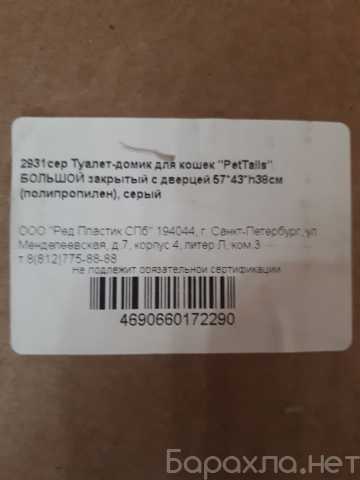 2931сер Туалет-домик для кошек "PetTails"
БОЛЬШОЙ закрытый с дверцей 57*43*h38см
(полипропилен), серый
ООО "Ред Пластик СПб" 194044, г. Санкт-Петербург, ул
Менделеевская, д.7, корпус 4, литер Л, ком.3
т.8(812)775-88-88
Не подлежит обязательной сертификации
4690660172290
Барахла.нет